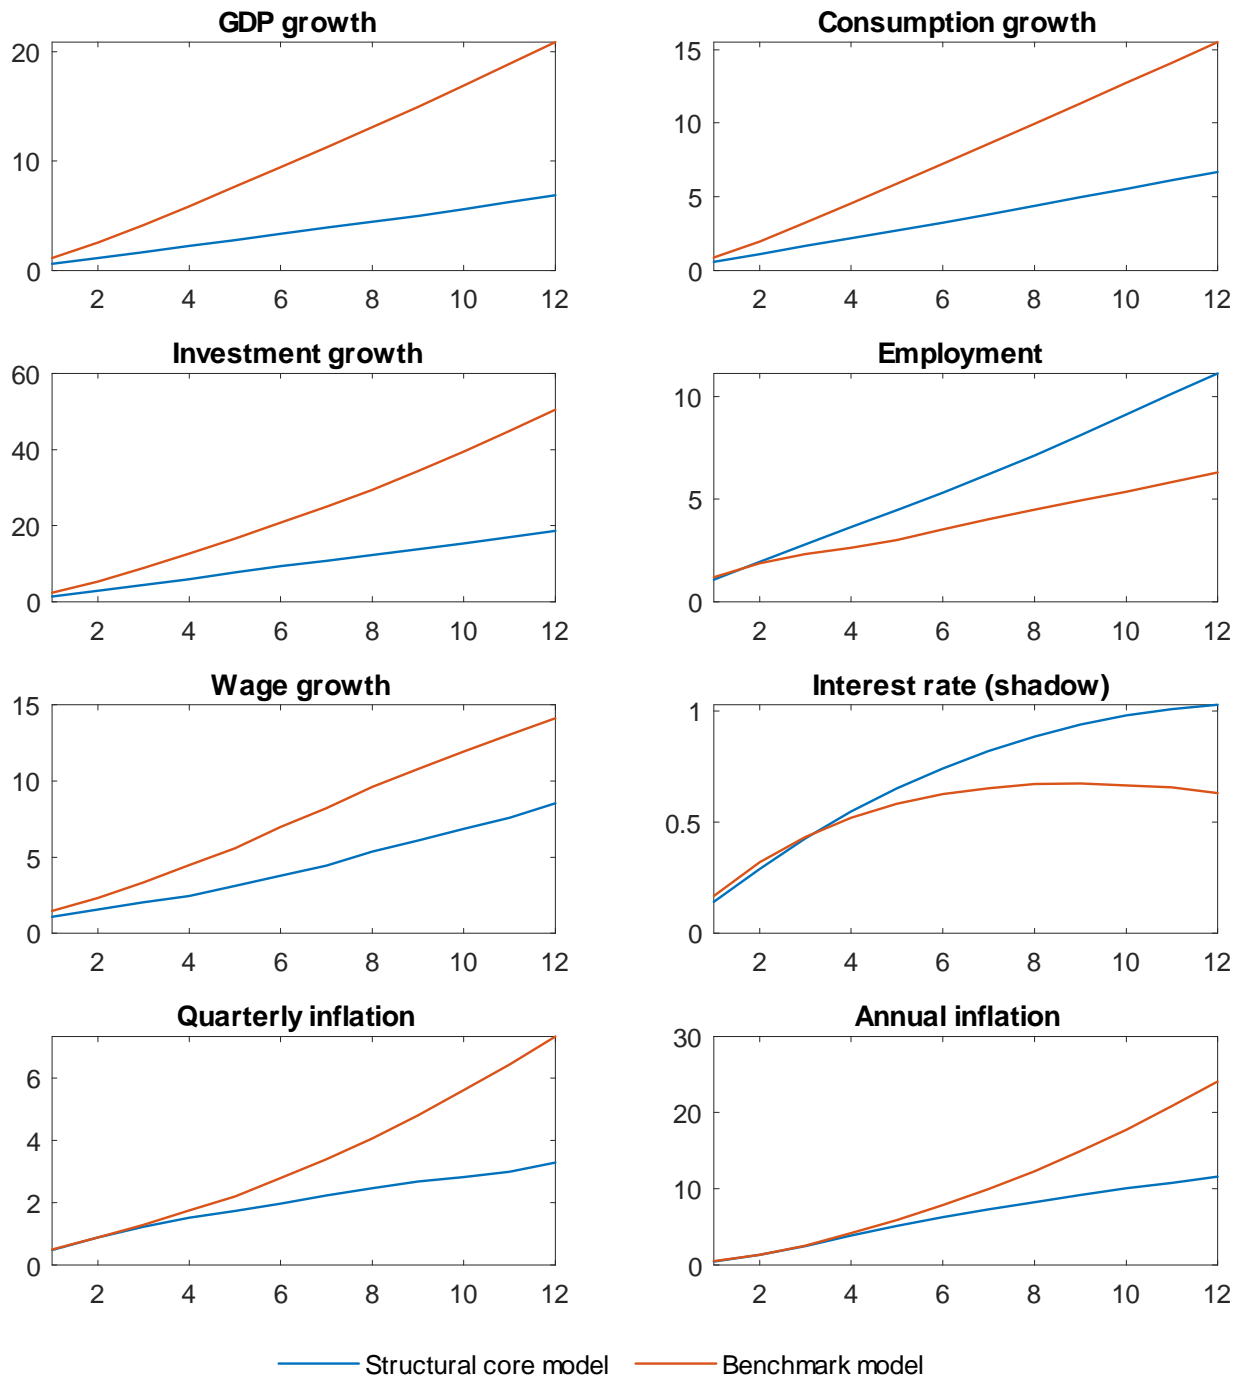 GDP growth
20
10
0
2 4 6 8 10 12
Consumption growth
15
10
5
0
2 4 6 8 10 12
Investment growth
60
40
20
0
2 4 6 8 10 12
Employment
10
5
0
2 4 6 8 10 12
Wage growth
15
10
5
0
2 4 6 8 10 12
Interest rate (shadow)
1
0.5
0
2 4 6 8 10 12
Quarterly inflation
6
4
2
0
2 4 6 8 10 12
Annual inflation
30
20
10
0
2 4 6 8 10 12
Structural core model Benchmark model